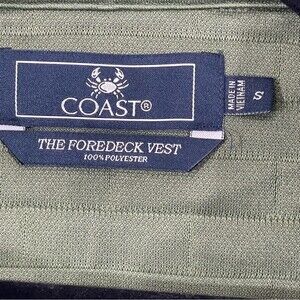 COAST®
THE FOREDECK VEST
100% POLYESTER
MADE IN
VIETNAM
S